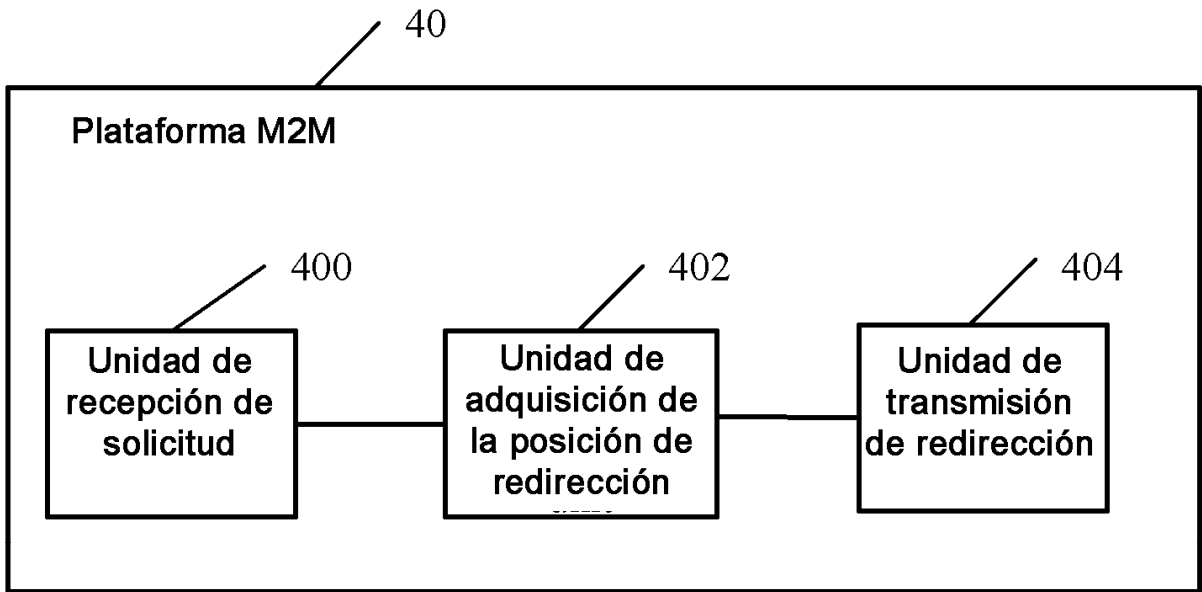 40
Plataforma M2M
400
402
404
Unidad de
recepción de
solicitud
Unidad de
adquisición de
la posición de
redirección
Unidad de
transmisión
de redirección